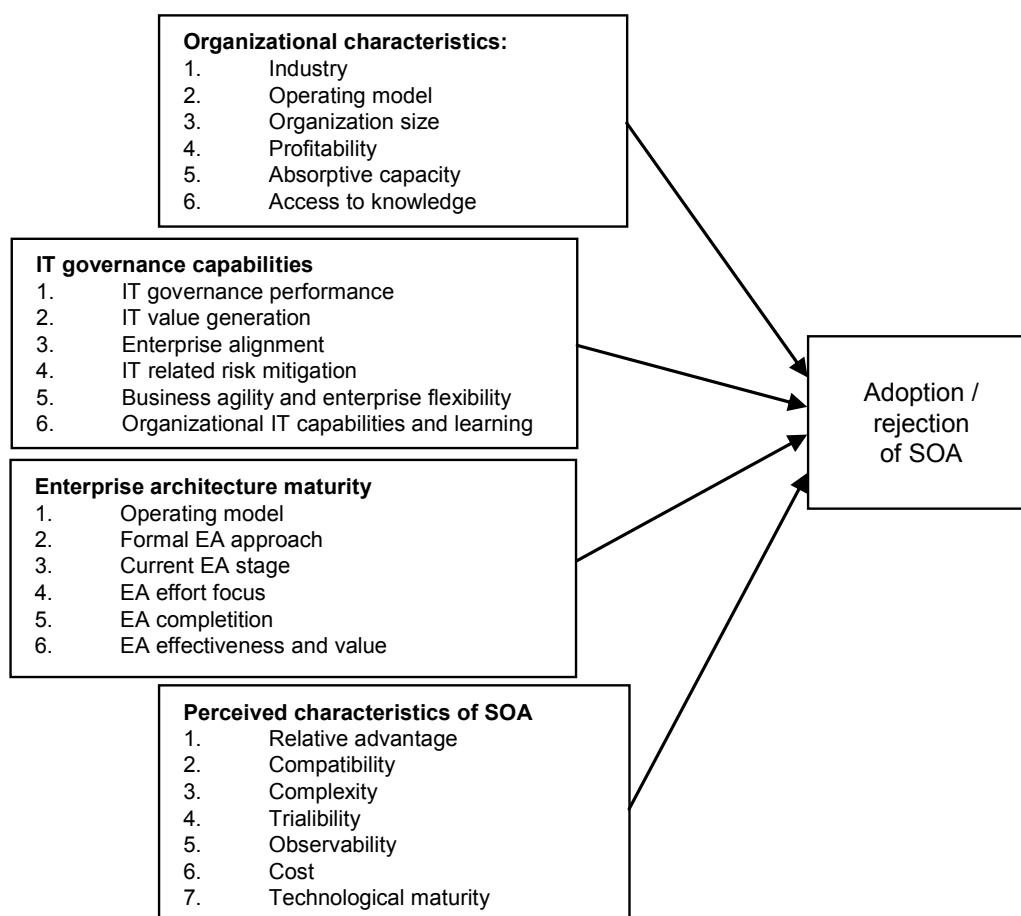 Organizational characteristics:
1. Industry
2. Operating model
3. Organization size
4. Profitability
5. Absorptive capacity
6. Access to knowledge
IT governance capabilities
1. IT governance performance
2. IT value generation
3. Enterprise alignment
4. IT related risk mitigation
5. Business agility and enterprise flexibility
6. Organizational IT capabilities and learning
Enterprise architecture maturity
1. Operating model
2. Formal EA approach
3. Current EA stage
4. EA effort focus
5. EA completition
6. EA effectiveness and value
Perceived characteristics of SOA
1. Relative advantage
2. Compatibility
3. Complexity
4. Trialibility
5. Observability
6. Cost
7. Technological maturity
Adoption /
rejection
of SOA